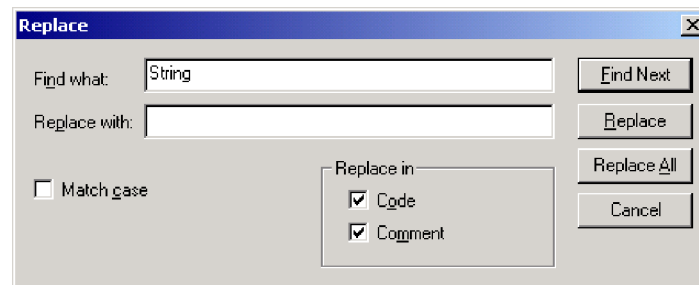 Replace
Find what: String
Find Next
Replace with:
Replace
Replace in
Replace All
Match case
Code
Cancel
Comment